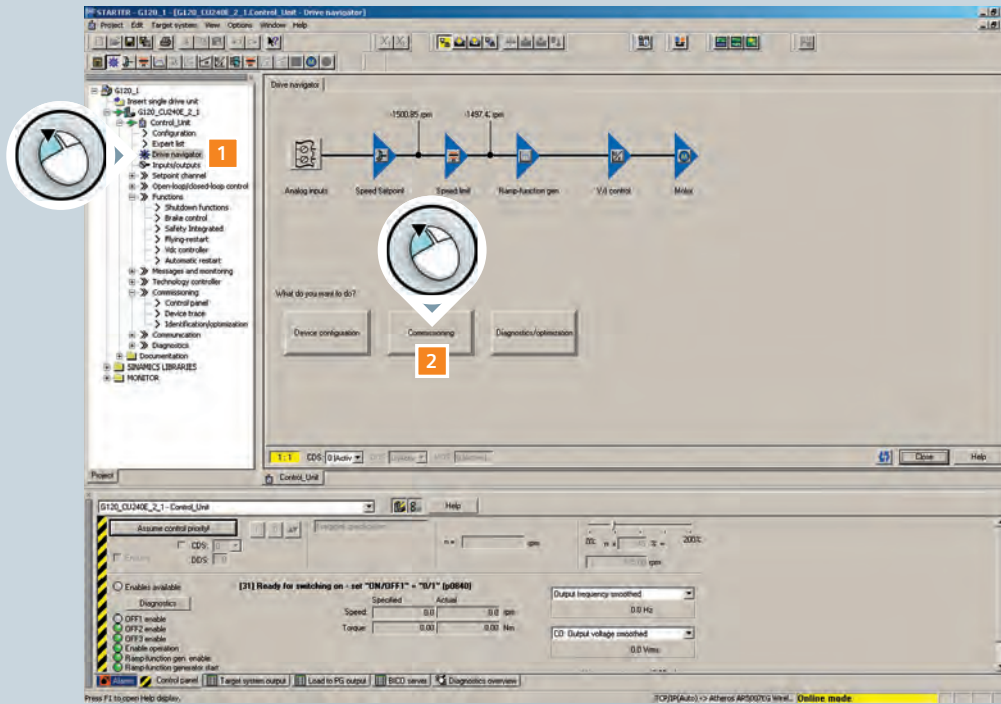 STARTER - G120_1 - [G120_CU240E_2_1.Control_Unit - Drive navigator]
Project Edit Target system View Options Window Help
G120_1
Insert single drive unit
G120_CU240E_2_1
Control_Unit
Configuration
Expert list
Drive navigator
1
Inputs/outputs
Setpoint channel
Open-loop/closed-loop control
Functions
Shutdown functions
Brake control
Safety Integrated
Flying-restart
Vdc controller
Automatic restart
Messages and monitoring
Technology controller
Commissioning
Control panel
Device trace
Identification/optimization
Communication
Diagnostics
Documentation
SINAMICS LIBRARIES
MONITOR
Project
Drive navigator
-1500.85 rpm
-1497.4 rpm
Analog inputs
Speed Setpoint
Speed limit
Ramp-function gen.
V/f control
Motor
What do you want to do?
Device configuration
Commissioning
Diagnostics/optimization
2
1:1
CDS: 0 (Activ
Close
Help
Control_Unit
G120_CU240E_2_1 - Control_Unit
Help
Assume control priority!
CDS: 0
DDS: 0
n =
rpm
0%
n x
% =
200%
rpm
Enables available
[31] Ready for switching on - set "ON/OFF1" = "0/1" (p0840)
Diagnostics
Specified
Actual
Speed:
0.0
0.0
rpm
Torque:
0.00
0.00
Nm
Output frequency smoothed
0.0 Hz
CO: Output voltage smoothed
0.0 Vrms
OFF1 enable
OFF2 enable
OFF3 enable
Enable operation
Ramp-function gen. enable
Ramp-function generator start
Alarms
Control panel
Target system output
Load to PG output
BICO server
Diagnostics overview
Press F1 to open Help display.
TCP/IP(Auto) -> Atheros AR5007EG Wirel...
Online mode